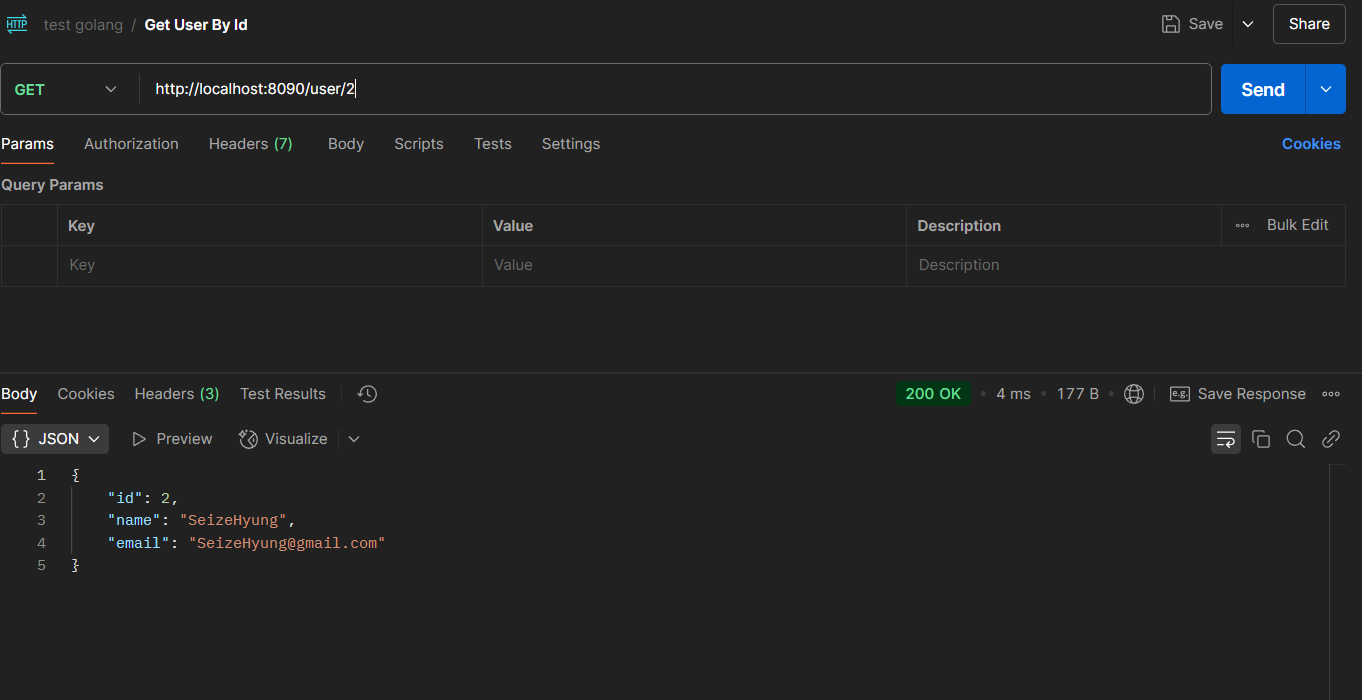 HTTP test golang / Get User By Id Save Share
GET http://localhost:8090/user/2 Send
Params Authorization Headers (7) Body Scripts Tests Settings Cookies
Query Params
Key Value Description Bulk Edit
Key Value Description
Body Cookies Headers (3) Test Results 200 OK • 4 ms • 177 B • e.g. Save Response
{} JSON Preview Visualize
1 {
2 "id": 2,
3 "name": "SeizeHyung",
4 "email": "SeizeHyung@gmail.com"
5 }